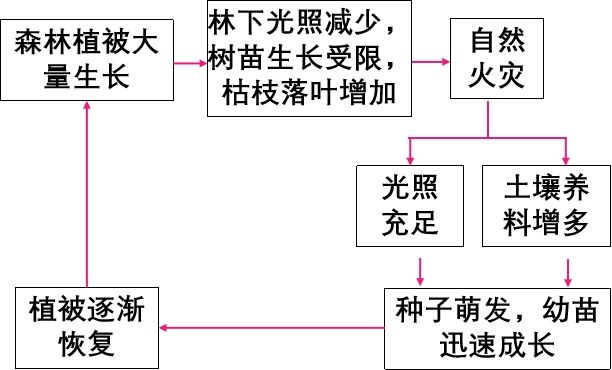 森林植被大
量生长
林下光照减少，
树苗生长受限，
枯枝落叶增加
自然
火灾
光照
充足
土壤养
料增多
种子萌发，幼苗
迅速成长
植被逐渐
恢复